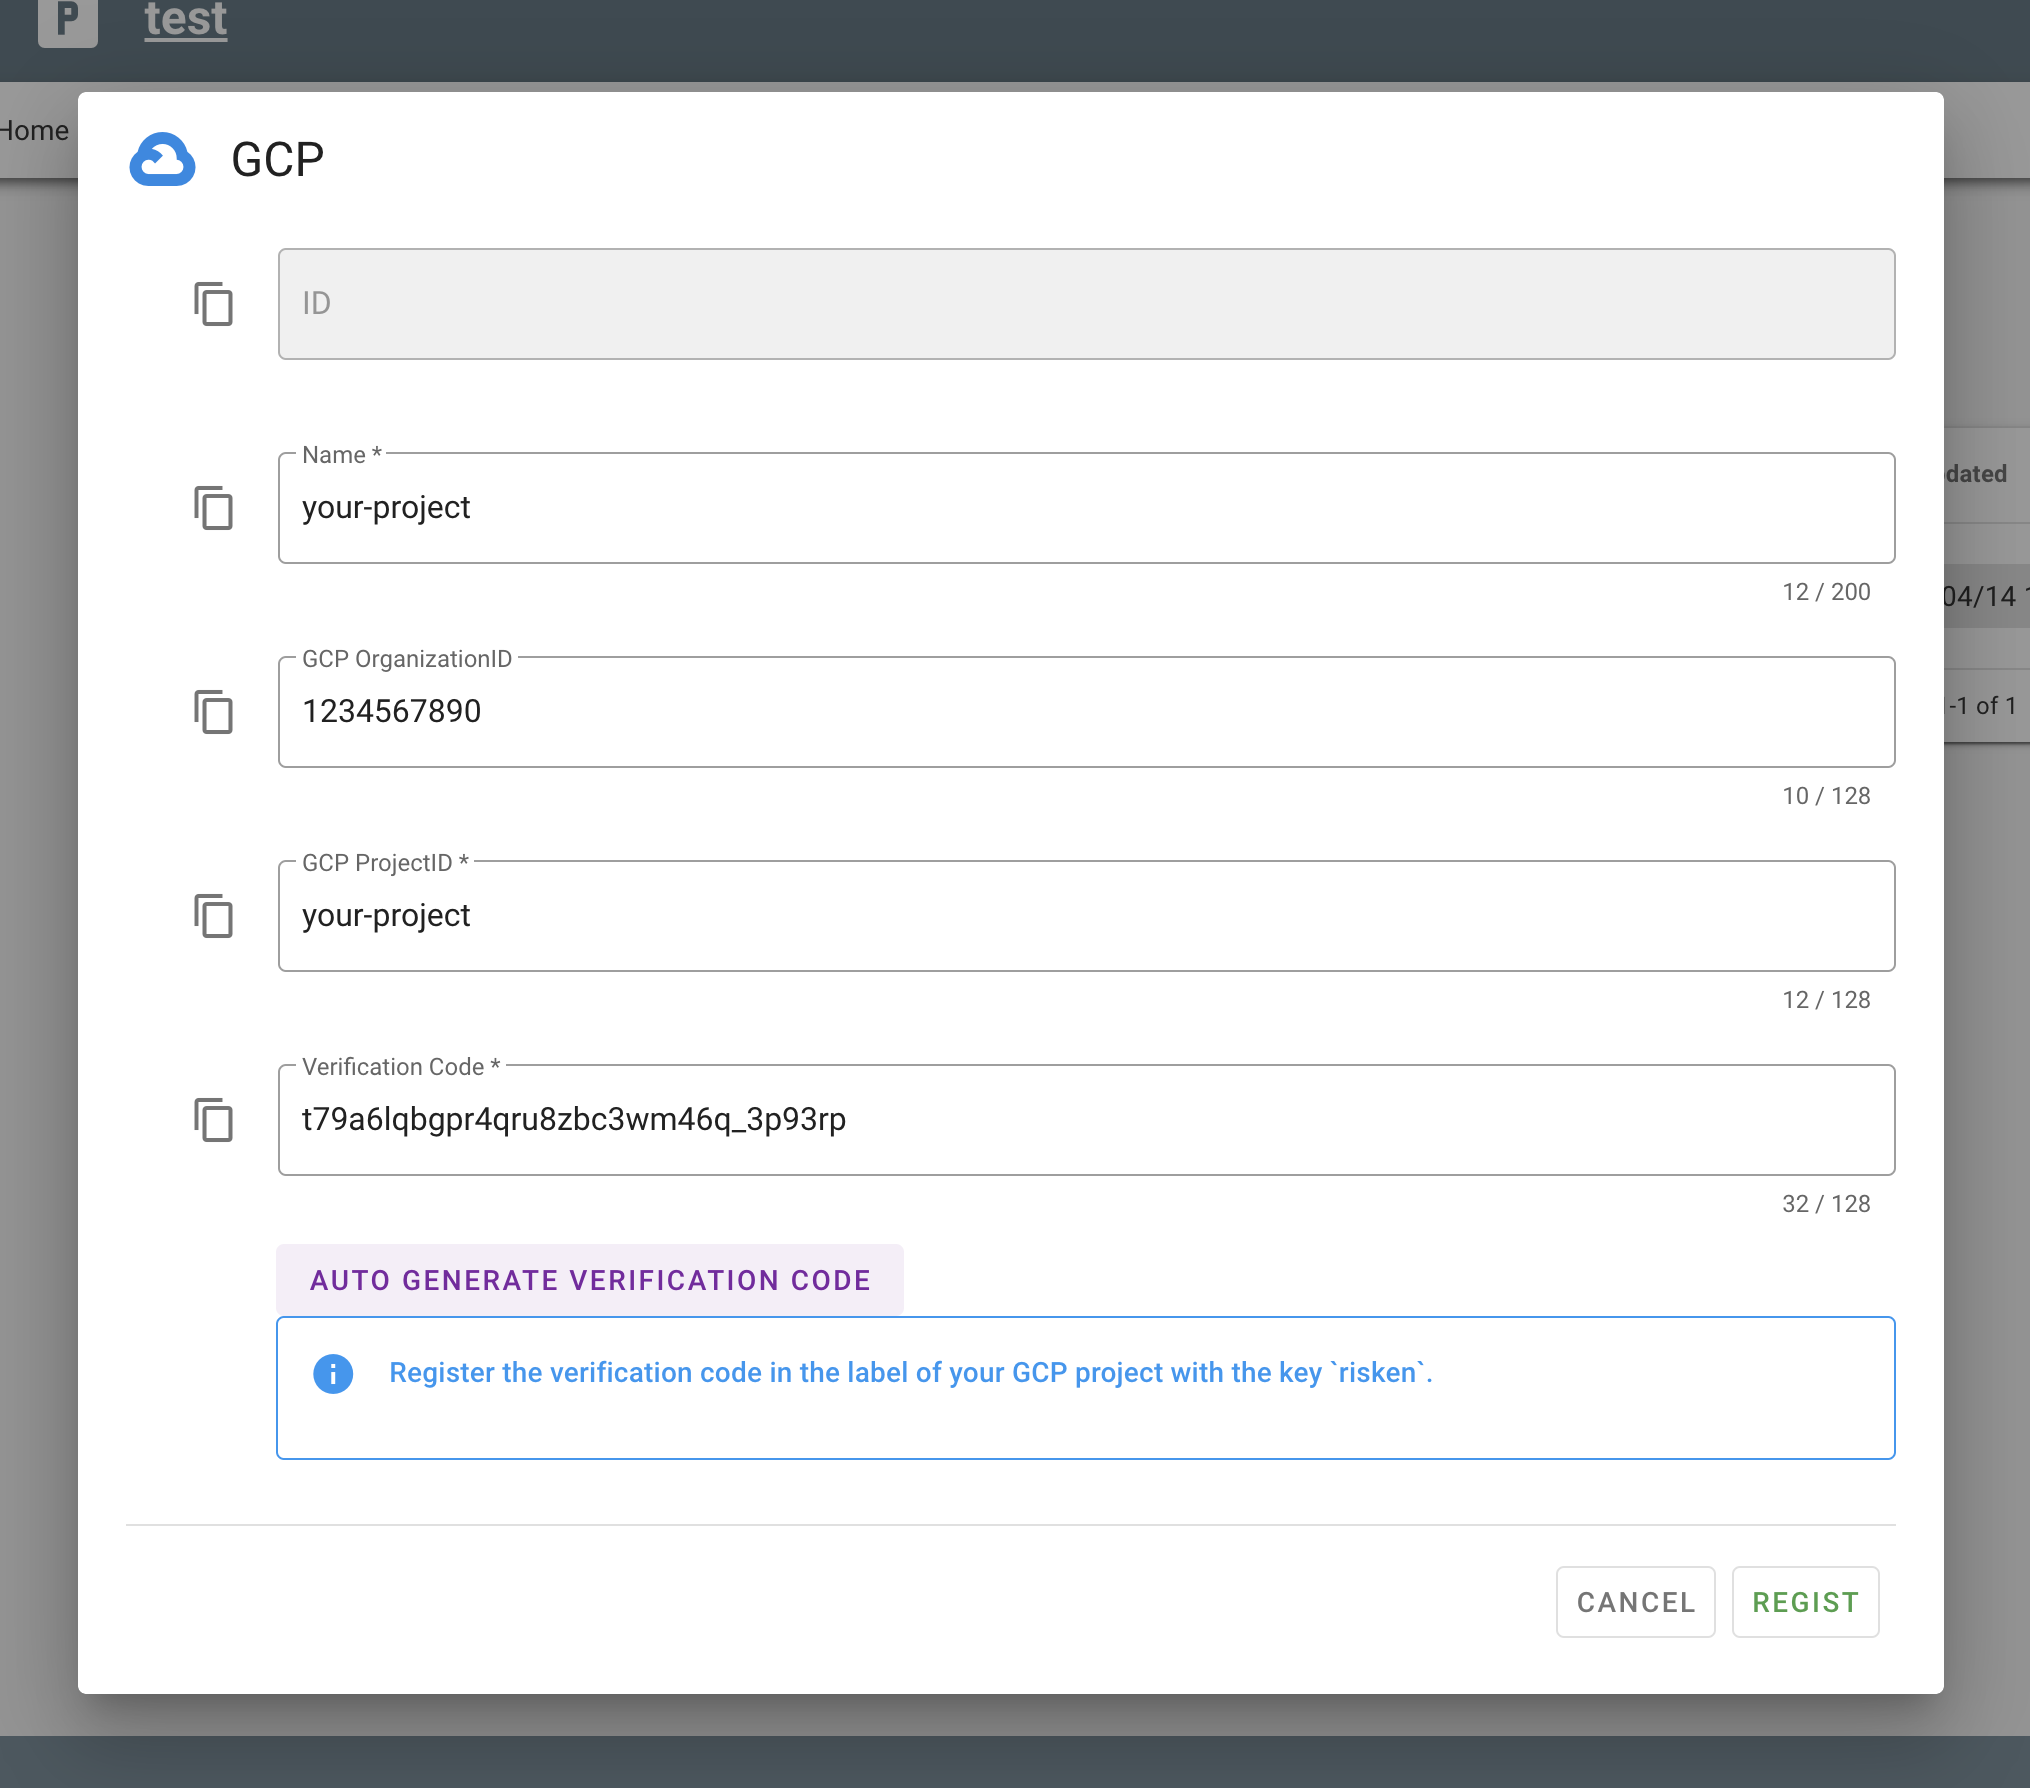 P test
Home
GCP
ID
Name *
your-project
12 / 200
GCP OrganizationID
1234567890
10 / 128
GCP ProjectID *
your-project
12 / 128
Verification Code *
t79a6lqbgpr4qru8zbc3wm46q_3p93rp
32 / 128
AUTO GENERATE VERIFICATION CODE
Register the verification code in the label of your GCP project with the key `risken`.
CANCEL REGIST
dated
04/14 1
-1 of 1